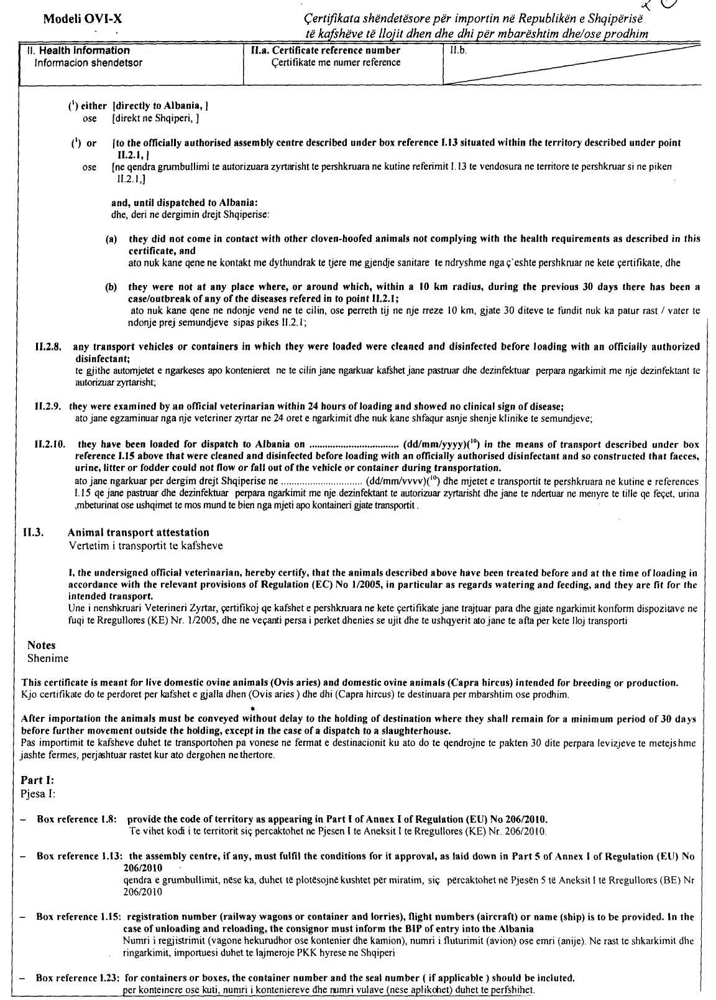 Modeli OVI-X
Çertifikata shëndetësore për importin në Republikën e Shqipërisë
të kafshëve të llojit dhen dhe dhi për mbarështim dhe/ose prodhim
II. Health information
Informacion shendetsor
II.a. Certificate reference number
Çertifikate me numer reference
II.b.
(¹) either [directly to Albania, ]
ose [direkt ne Shqiperi, ]
(¹) or [to the officially authorised assembly centre described under box reference I.13 situated within the territory described under point
II.2.1, ]
ose [ne qendra grumbullimi te autorizuara zyrtarisht te pershkruara ne kutine referimit I.13 te vendosura ne territore te pershkruar si ne piken
II.2.1,]
and, until dispatched to Albania:
dhe, deri ne dergimin drejt Shqiperise:
(a) they did not come in contact with other cloven-hoofed animals not complying with the health requirements as described in this
certificate, and
ato nuk kane qene ne kontakt me dythundrak te tjere me gjendje sanitare te ndryshme nga ç`eshte pershkruar ne kete çertifikate, dhe
(b) they were not at any place where, or around which, within a 10 km radius, during the previous 30 days there has been a
case/outbreak of any of the diseases refered in to point II.2.1;
ato nuk kane qene ne ndonje vend ne te cilin, ose perreth tij ne nje rreze 10 km, gjate 30 diteve te fundit nuk ka patur rast / vater te
ndonje prej semundjeve sipas pikes II.2.1;
II.2.8. any transport vehicles or containers in which they were loaded were cleaned and disinfected before loading with an officially authorized
disinfectant;
te gjithe automjetet e ngarkeses apo kontenieret ne te cilin jane ngarkuar kafshet jane pastruar dhe dezinfektuar perpara ngarkimit me nje dezinfektant te
autorizuar zyrtarisht;
II.2.9. they were examined by an official veterinarian within 24 hours of loading and showed no clinical sign of disease;
ato jane egzaminuar nga nje veteriner zyrtar ne 24 oret e ngarkimit dhe nuk kane shfaqur asnje shenje klinike te semundjeve;
II.2.10. they have been loaded for dispatch to Albania on .................................. (dd/mm/yyyy)(¹⁰) in the means of transport described under box
reference I.15 above that were cleaned and disinfected before loading with an officially authorised disinfectant and so constructed that faeces,
urine, litter or fodder could not flow or fall out of the vehicle or container during transportation.
ato jane ngarkuar per dergim drejt Shqiperise ne .............................. (dd/mm/vvvv)(¹⁰) dhe mjetet e transportit te pershkruara ne kutine e references
I.15 qe jane pastruar dhe dezinfektuar perpara ngarkimit me nje dezinfektant te autorizuar zyrtarisht dhe jane te ndertuar ne menyre te tille qe feçet, urina
,mbeturinat ose ushqimet te mos mund te bien nga mjeti apo kontaineri gjate transportit .
II.3. Animal transport attestation
Vertetim i transportit te kafsheve
I, the undersigned official veterinarian, hereby certify, that the animals described above have been treated before and at the time of loading in
accordance with the relevant provisions of Regulation (EC) No 1/2005, in particular as regards watering and feeding, and they are fit for the
intended transport.
Une i nenshkruari Veterineri Zyrtar, çertifikoj qe kafshet e pershkruara ne kete çertifikate jane trajtuar para dhe gjate ngarkimit konform dispozitave ne
fuqi te Rregullores (KE) Nr. 1/2005, dhe ne veçanti persa i perket dhenies se ujit dhe te ushqyerit ato jane te afta per kete lloj transporti
Notes
Shenime
This certificate is meant for live domestic ovine animals (Ovis aries) and domestic ovine animals (Capra hircus) intended for breeding or production.
Kjo certifikate do te perdoret per kafshet e gjalla dhen (Ovis aries ) dhe dhi (Capra hircus) te destinuara per mbarshtim ose prodhim.
After importation the animals must be conveyed without delay to the holding of destination where they shall remain for a minimum period of 30 days
before further movement outside the holding, except in the case of a dispatch to a slaughterhouse.
Pas importimit te kafsheve duhet te transportohen pa vonese ne fermat e destinacionit ku ato do te qendrojne te pakten 30 dite perpara levizjeve te metejshme
jashte fermes, perjashtuar rastet kur ato dergohen ne thertore.
Part I:
Pjesa I:
– Box reference I.8: provide the code of territory as appearing in Part I of Annex I of Regulation (EU) No 206/2010.
Te vihet kodi i te territorit siç percaktohet ne Pjesen I te Aneksit I te Rregullores (KE) Nr. 206/2010.
– Box reference I.13: the assembly centre, if any, must fulfil the conditions for it approval, as laid down in Part 5 of Annex I of Regulation (EU) No
206/2010
qendra e grumbullimit, nëse ka, duhet të plotësojnë kushtet për miratim, siç përcaktohet në Pjesën 5 të Aneksit I të Rregullores (BE) Nr
206/2010
– Box reference I.15: registration number (railway wagons or container and lorries), flight numbers (aircraft) or name (ship) is to be provided. In the
case of unloading and reloading, the consignor must inform the BIP of entry into the Albania
Numri i regjistrimit (vagone hekurudhor ose kontenier dhe kamion), numri i fluturimit (avion) ose emri (anije). Ne rast te shkarkimit dhe
ringarkimit, importuesi duhet te lajmeroje PKK hyrese ne Shqiperi
– Box reference I.23: for containers or boxes, the container number and the seal number ( if applicable ) should be included.
per konteinere ose kuti, numri i konteniereve dhe numri vulave (nese aplikohet) duhet te perfshihet.